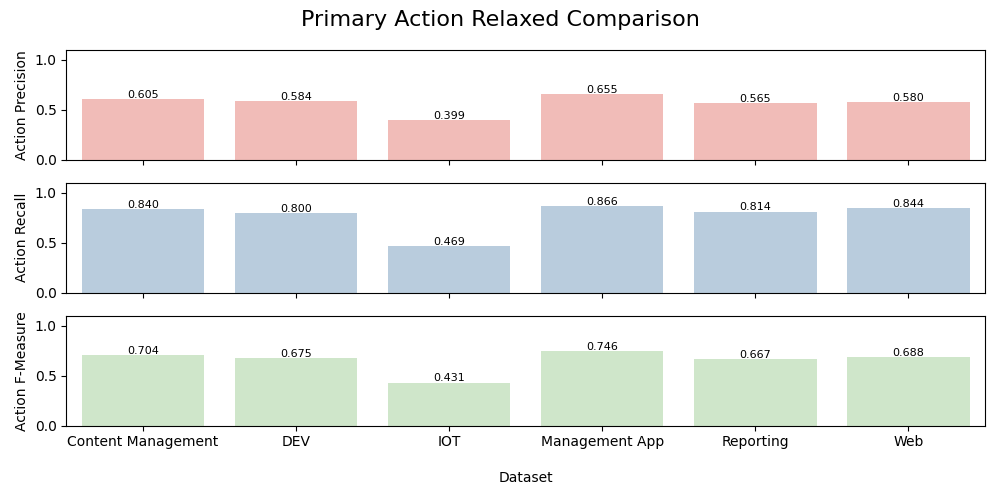 Primary Action Relaxed Comparison
Action Precision
1.0
0.5
0.0
0.605 0.584 0.399 0.655 0.565 0.580
Action Recall
1.0
0.5
0.0
0.840 0.800 0.469 0.866 0.814 0.844
Action F-Measure
1.0
0.5
0.0
0.704 0.675 0.431 0.746 0.667 0.688
Content Management DEV IOT Management App Reporting Web
Dataset